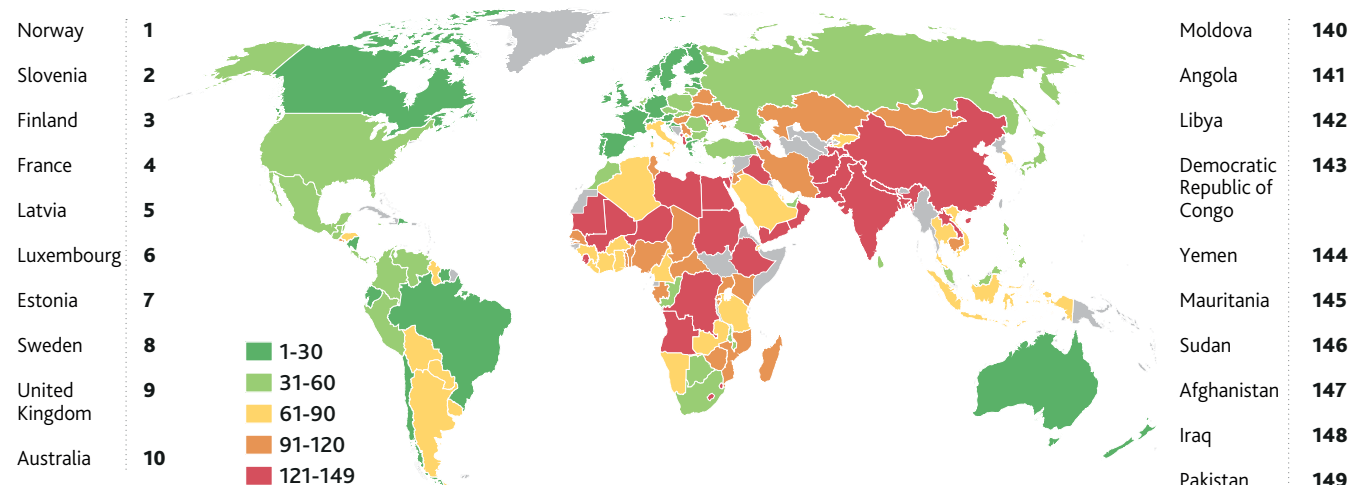 Norway 1
Slovenia 2
Finland 3
France 4
Latvia 5
Luxembourg 6
Estonia 7
Sweden 8
United 9
Kingdom
Australia 10
1-30
31-60
61-90
91-120
121-149
Moldova 140
Angola 141
Libya 142
Democratic 143
Republic of
Congo
Yemen 144
Mauritania 145
Sudan 146
Afghanistan 147
Iraq 148
Pakistan 149